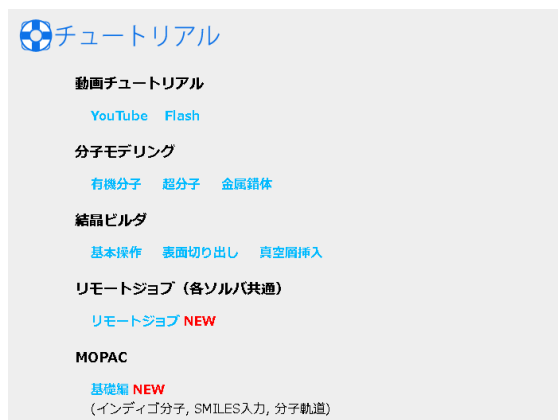 チュートリアル
動画チュートリアル
YouTube Flash
分子モデリング
有機分子 超分子 金属錯体
結晶ビルダ
基本操作 表面切り出し 真空層挿入
リモートジョブ（各ソルバ共通）
リモートジョブ NEW
MOPAC
基礎編 NEW
(インディゴ分子, SMILES入力, 分子軌道)